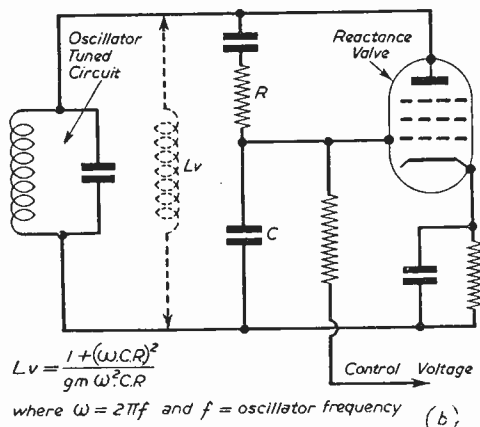 Oscillator
Tuned
Circuit
Reactance
Valve
R
Lv
C
Lv = 1+(ω.C.R)² / gm ω².C.R
Control Voltage
where ω = 2πf and f = oscillator frequency
(b)